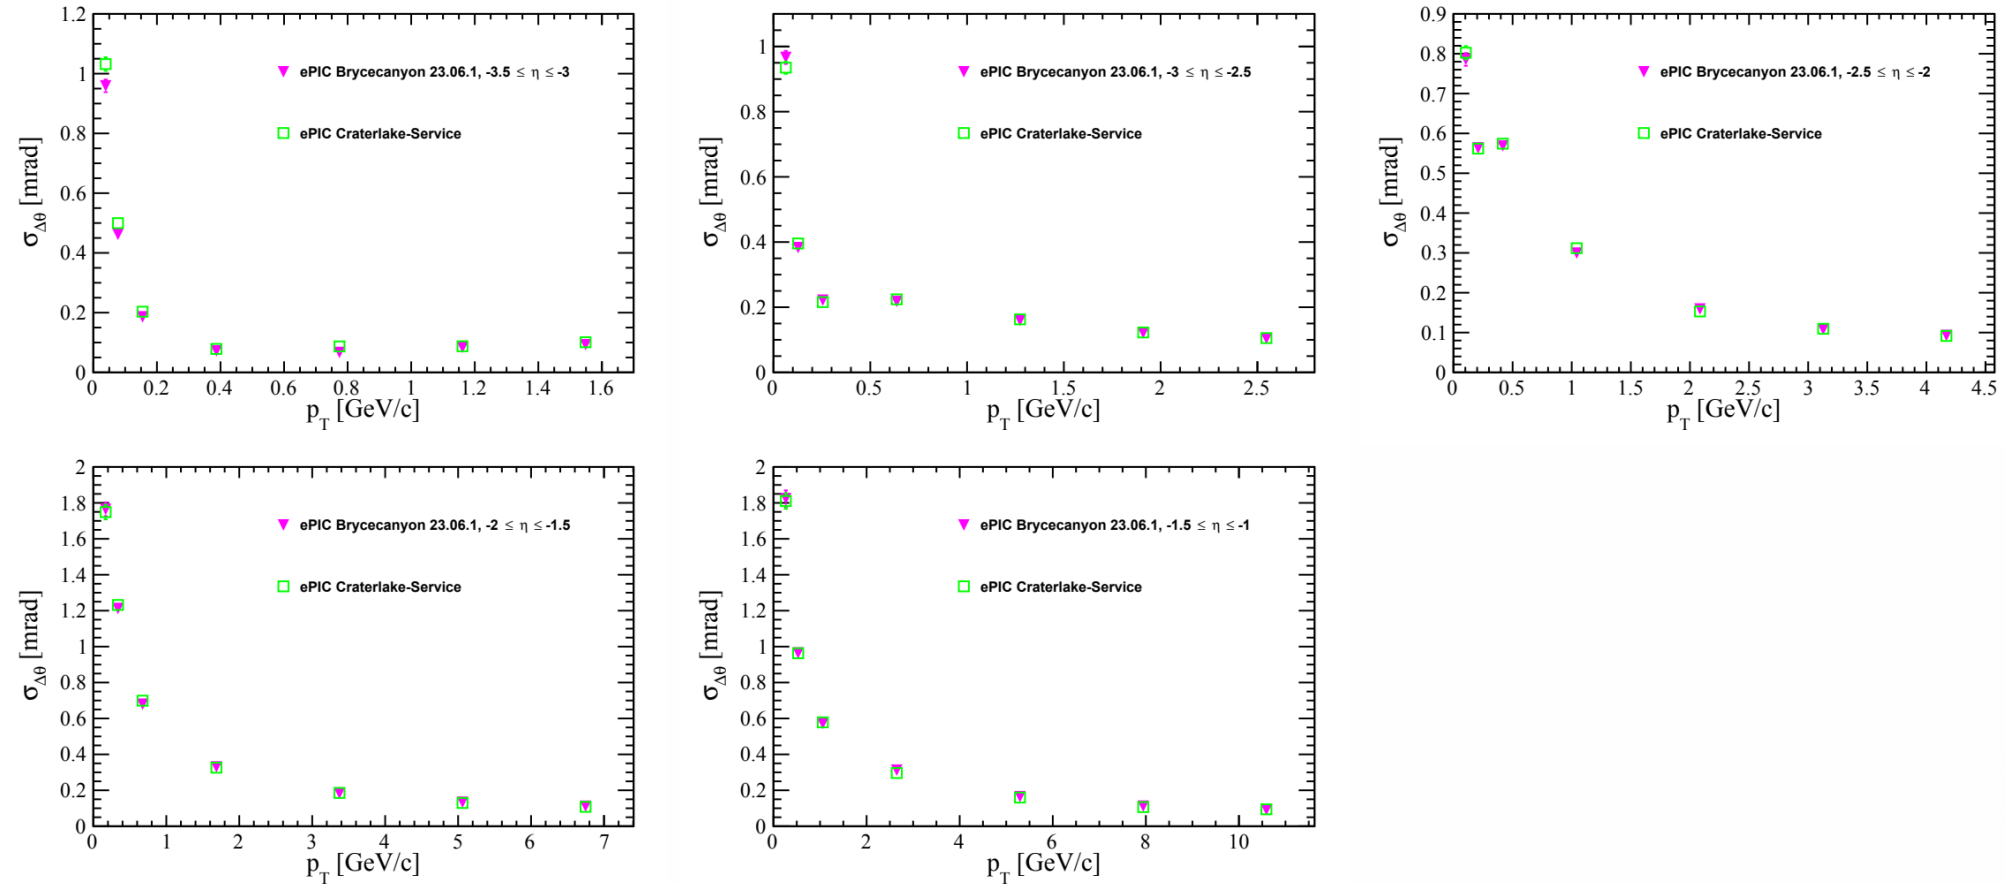 1.2
1
0.8
0.6
0.4
0.2
0
σΔθ [mrad]
▼ ePIC Brycecanyon 23.06.1, -3.5 ≤ η ≤ -3
□ ePIC Craterlake-Service
0 0.2 0.4 0.6 0.8 1 1.2 1.4 1.6
pT [GeV/c]
1
0.8
0.6
0.4
0.2
0
σΔθ [mrad]
▼ ePIC Brycecanyon 23.06.1, -3 ≤ η ≤ -2.5
□ ePIC Craterlake-Service
0 0.5 1 1.5 2 2.5
pT [GeV/c]
0.9
0.8
0.7
0.6
0.5
0.4
0.3
0.2
0.1
0
σΔθ [mrad]
▼ ePIC Brycecanyon 23.06.1, -2.5 ≤ η ≤ -2
□ ePIC Craterlake-Service
0 0.5 1 1.5 2 2.5 3 3.5 4 4.5
pT [GeV/c]
2
1.8
1.6
1.4
1.2
1
0.8
0.6
0.4
0.2
0
σΔθ [mrad]
▼ ePIC Brycecanyon 23.06.1, -2 ≤ η ≤ -1.5
□ ePIC Craterlake-Service
0 1 2 3 4 5 6 7
pT [GeV/c]
2
1.8
1.6
1.4
1.2
1
0.8
0.6
0.4
0.2
0
σΔθ [mrad]
▼ ePIC Brycecanyon 23.06.1, -1.5 ≤ η ≤ -1
□ ePIC Craterlake-Service
0 2 4 6 8 10
pT [GeV/c]